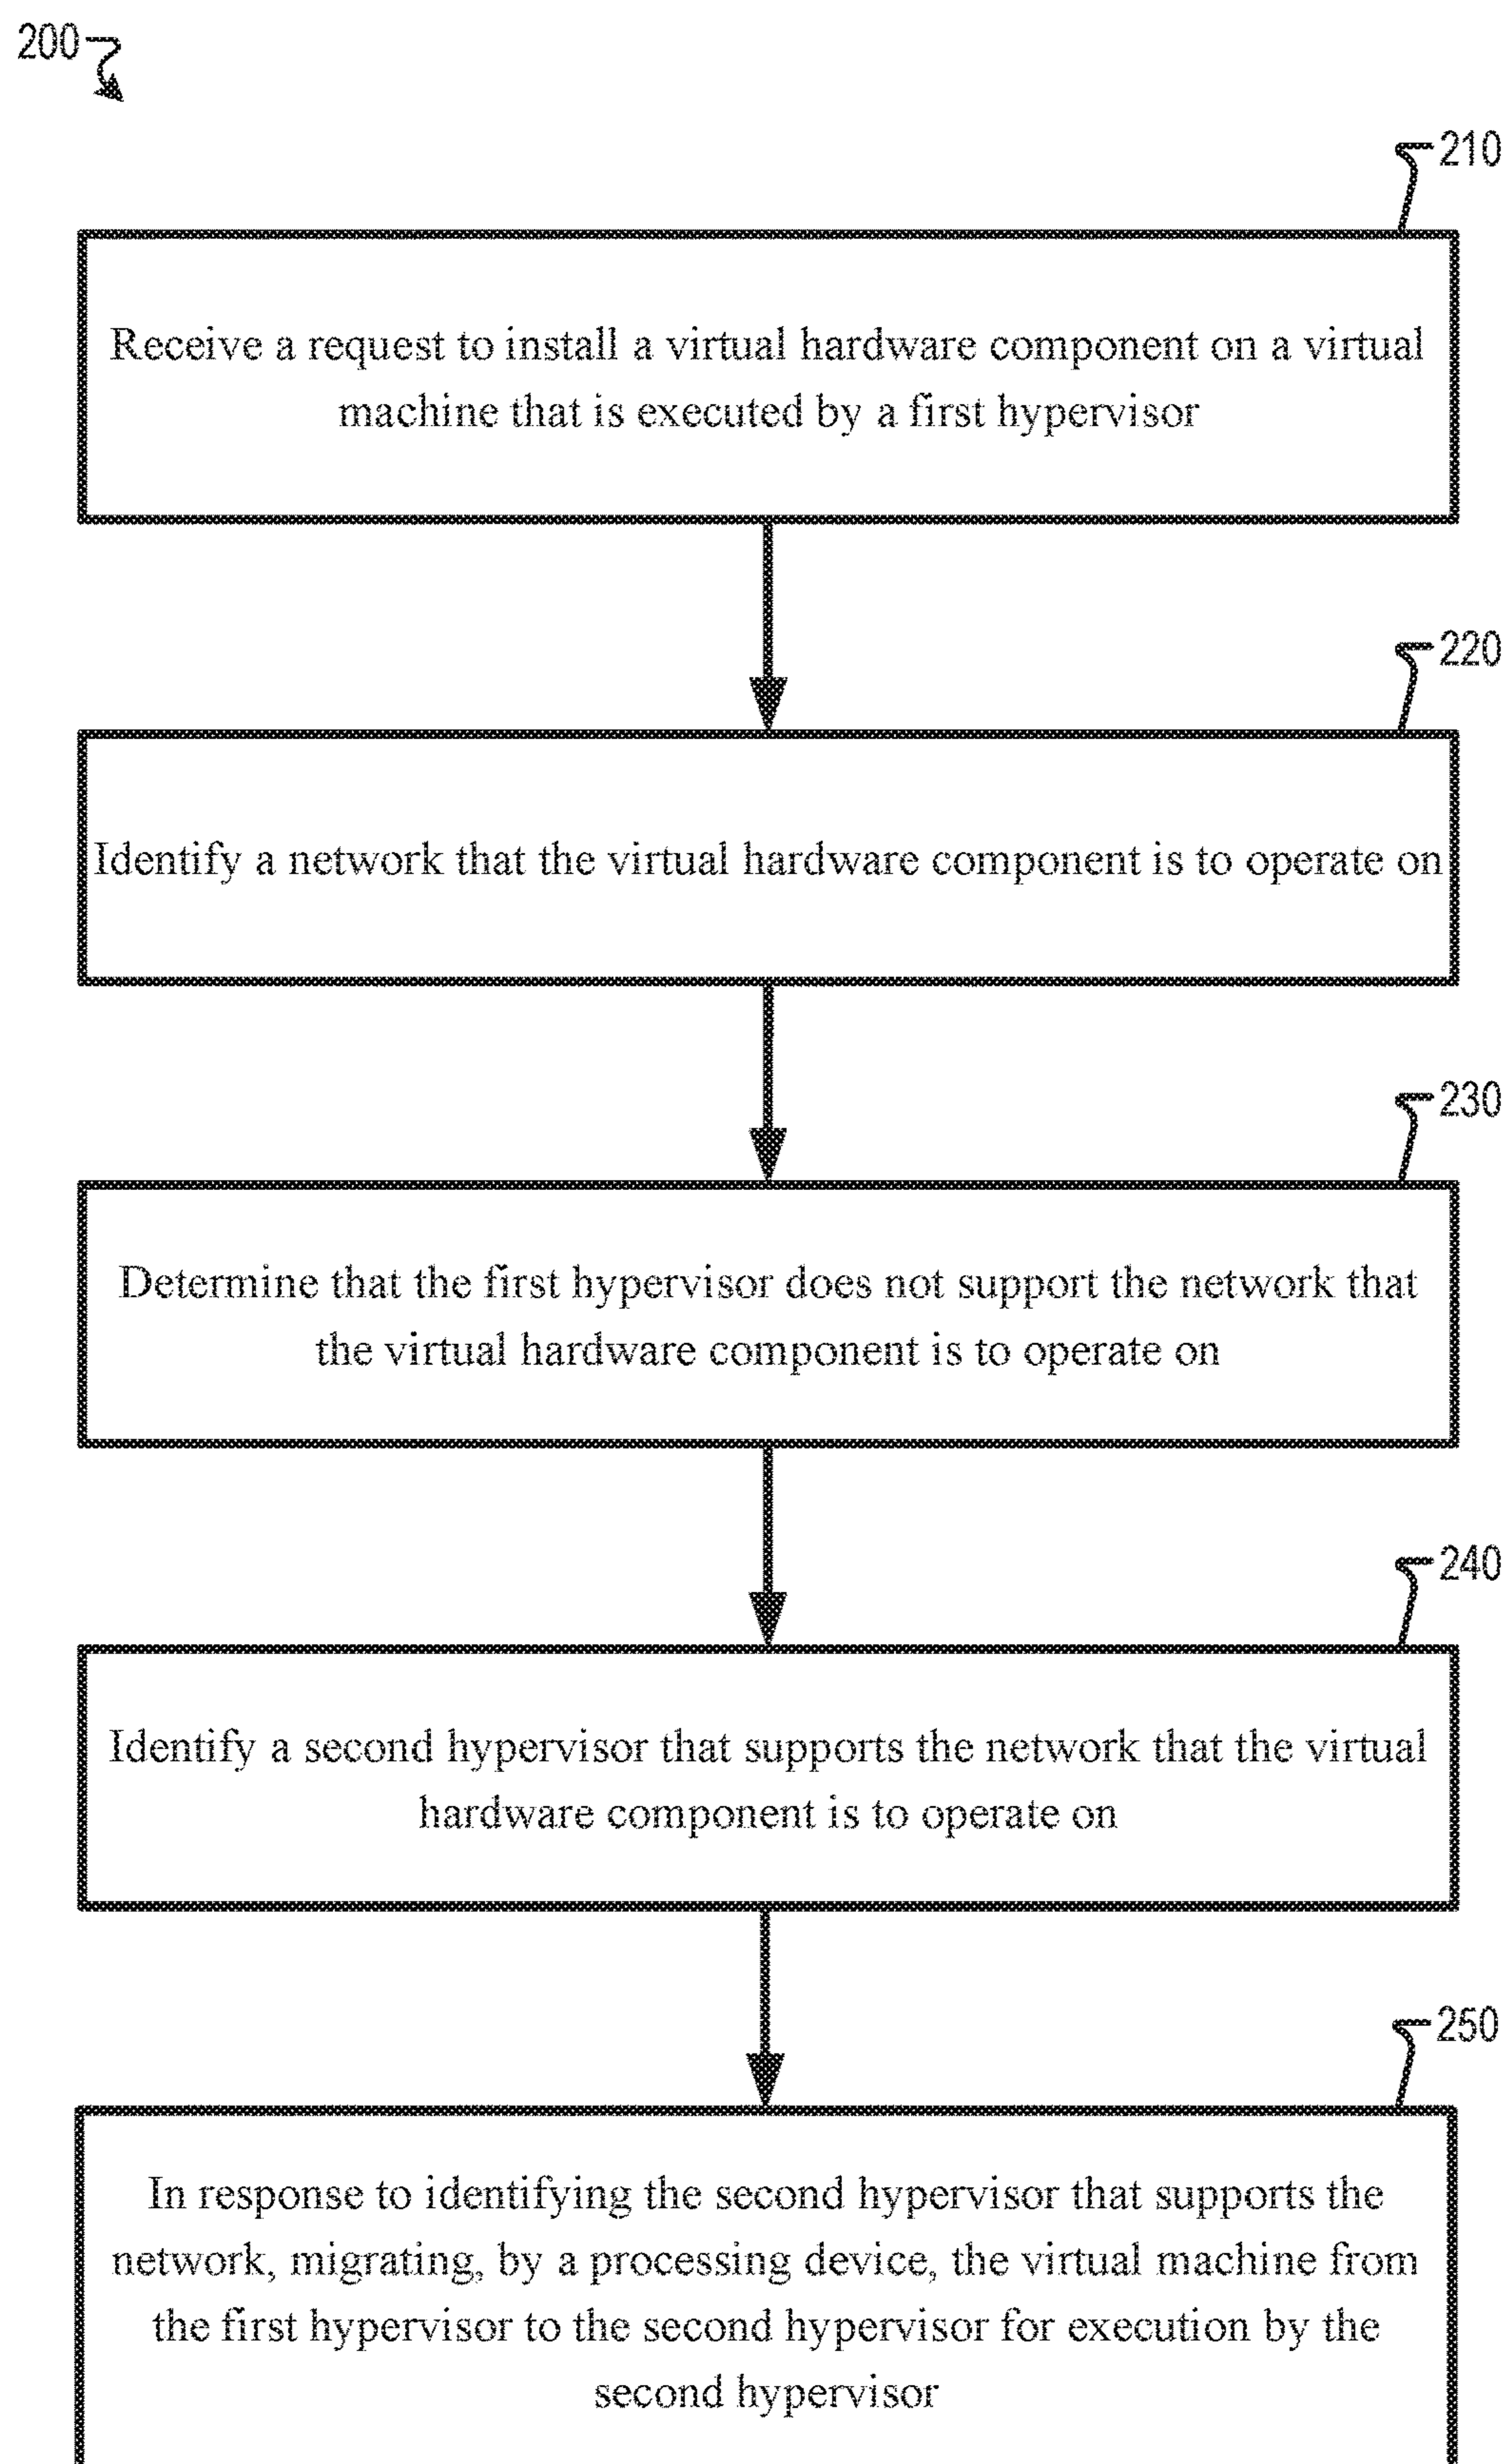 200
210
Receive a request to install a virtual hardware component on a virtual
machine that is executed by a first hypervisor
220
Identify a network that the virtual hardware component is to operate on
230
Determine that the first hypervisor does not support the network that
the virtual hardware component is to operate on
240
Identify a second hypervisor that supports the network that the virtual
hardware component is to operate on
250
In response to identifying the second hypervisor that supports the
network, migrating, by a processing device, the virtual machine from
the first hypervisor to the second hypervisor for execution by the
second hypervisor